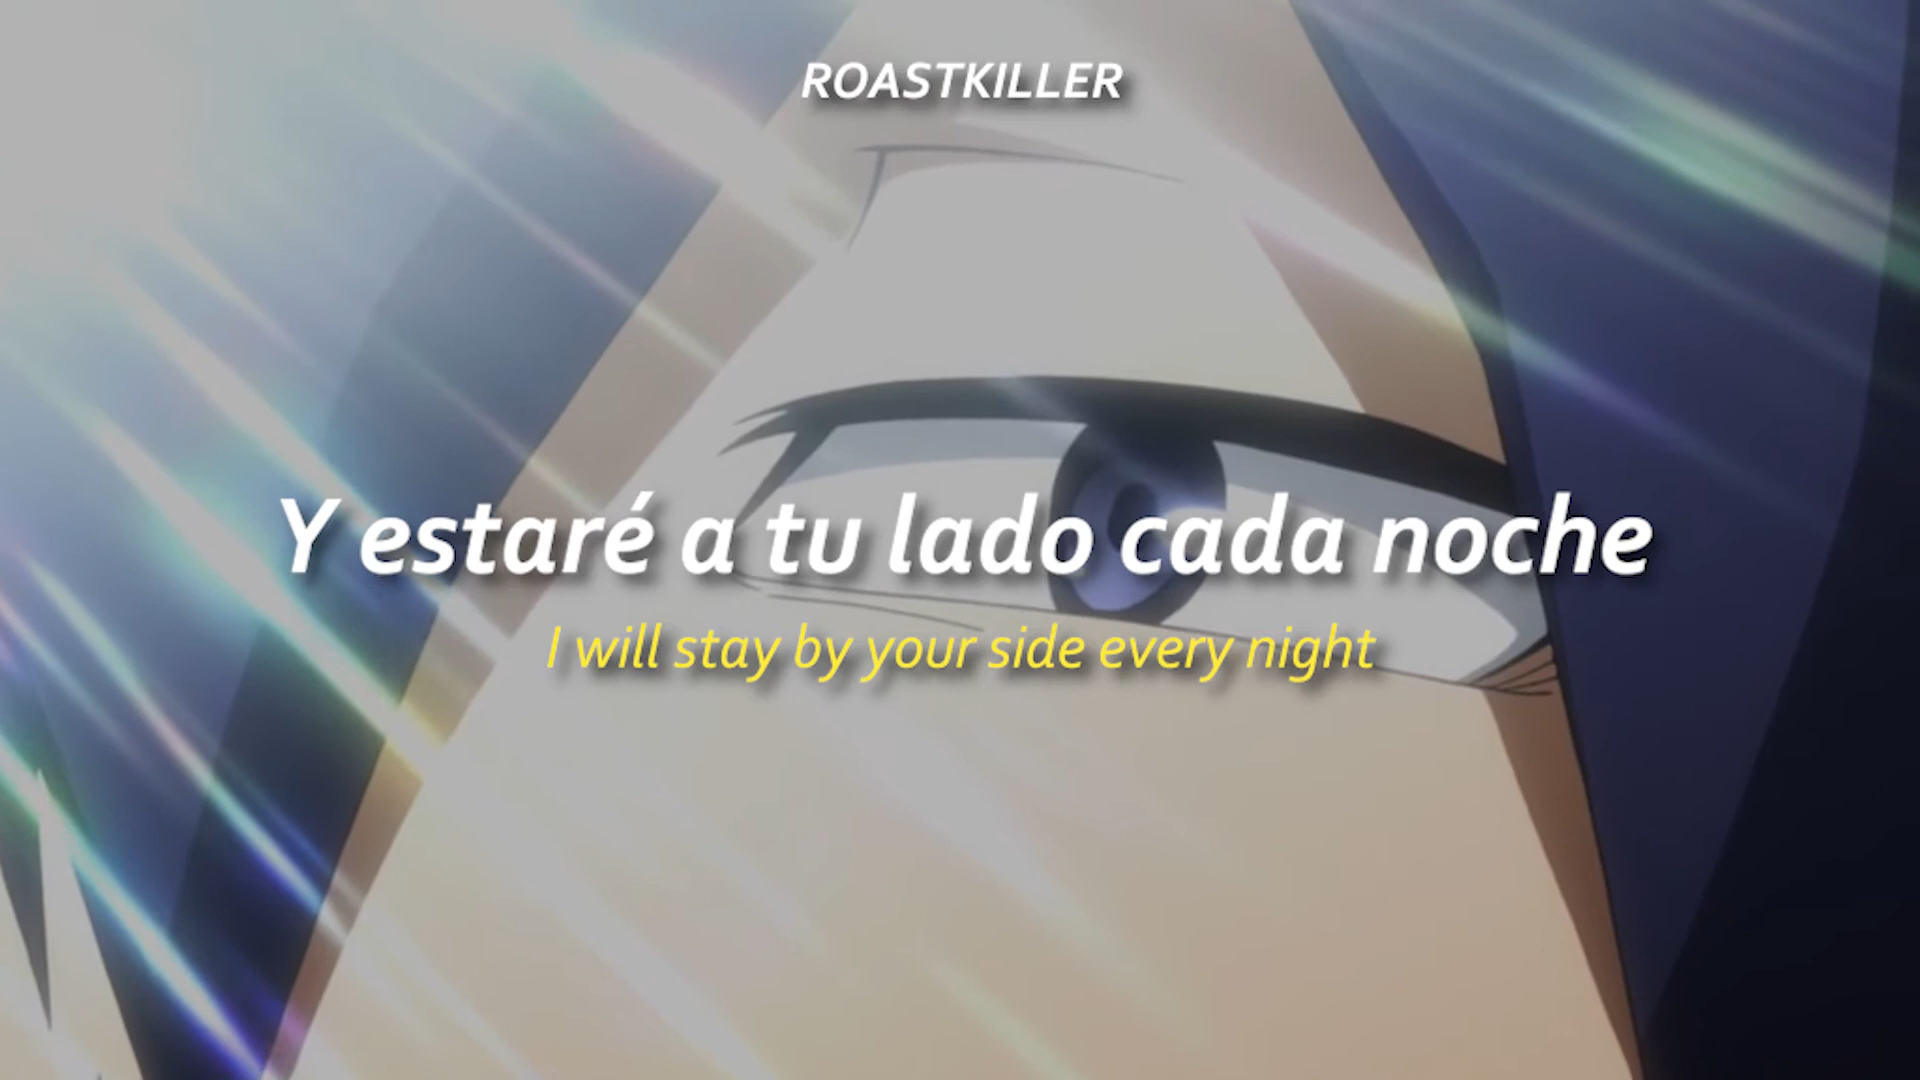 ROASTKILLER
Y estaré a tu lado cada noche
I will stay by your side every night